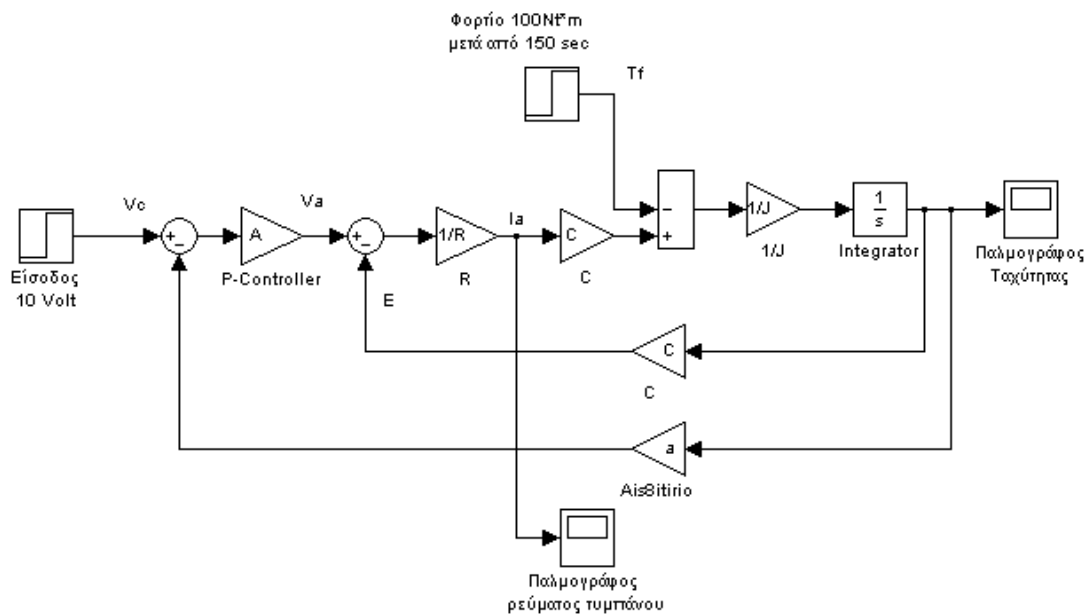 Φορτίο 100Nt*m
μετά από 150 sec
Tf
Vc
Va
Ia
+
−
A
+
−
1/R
C
−
+
1/J
1
s
Είσοδος
10 Volt
P-Controller
R
C
1/J
Integrator
Παλμογράφος
Ταχύτητας
E
C
C
a
Ais8itirio
Παλμογράφος
ρεύματος τυμπάνου